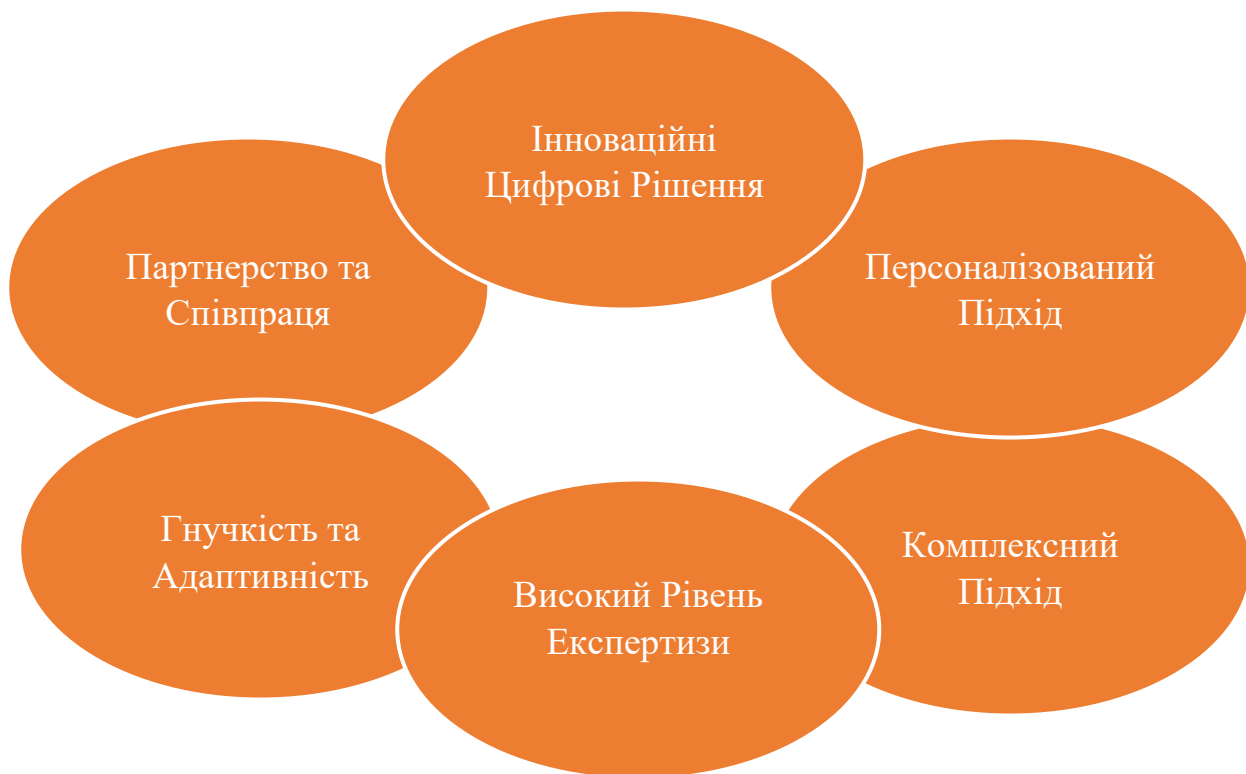 Інноваційні
Цифрові Рішення
Партнерство та
Співпраця
Персоналізований
Підхід
Гнучкість та
Адаптивність
Високий Рівень
Експертизи
Комплексний
Підхід